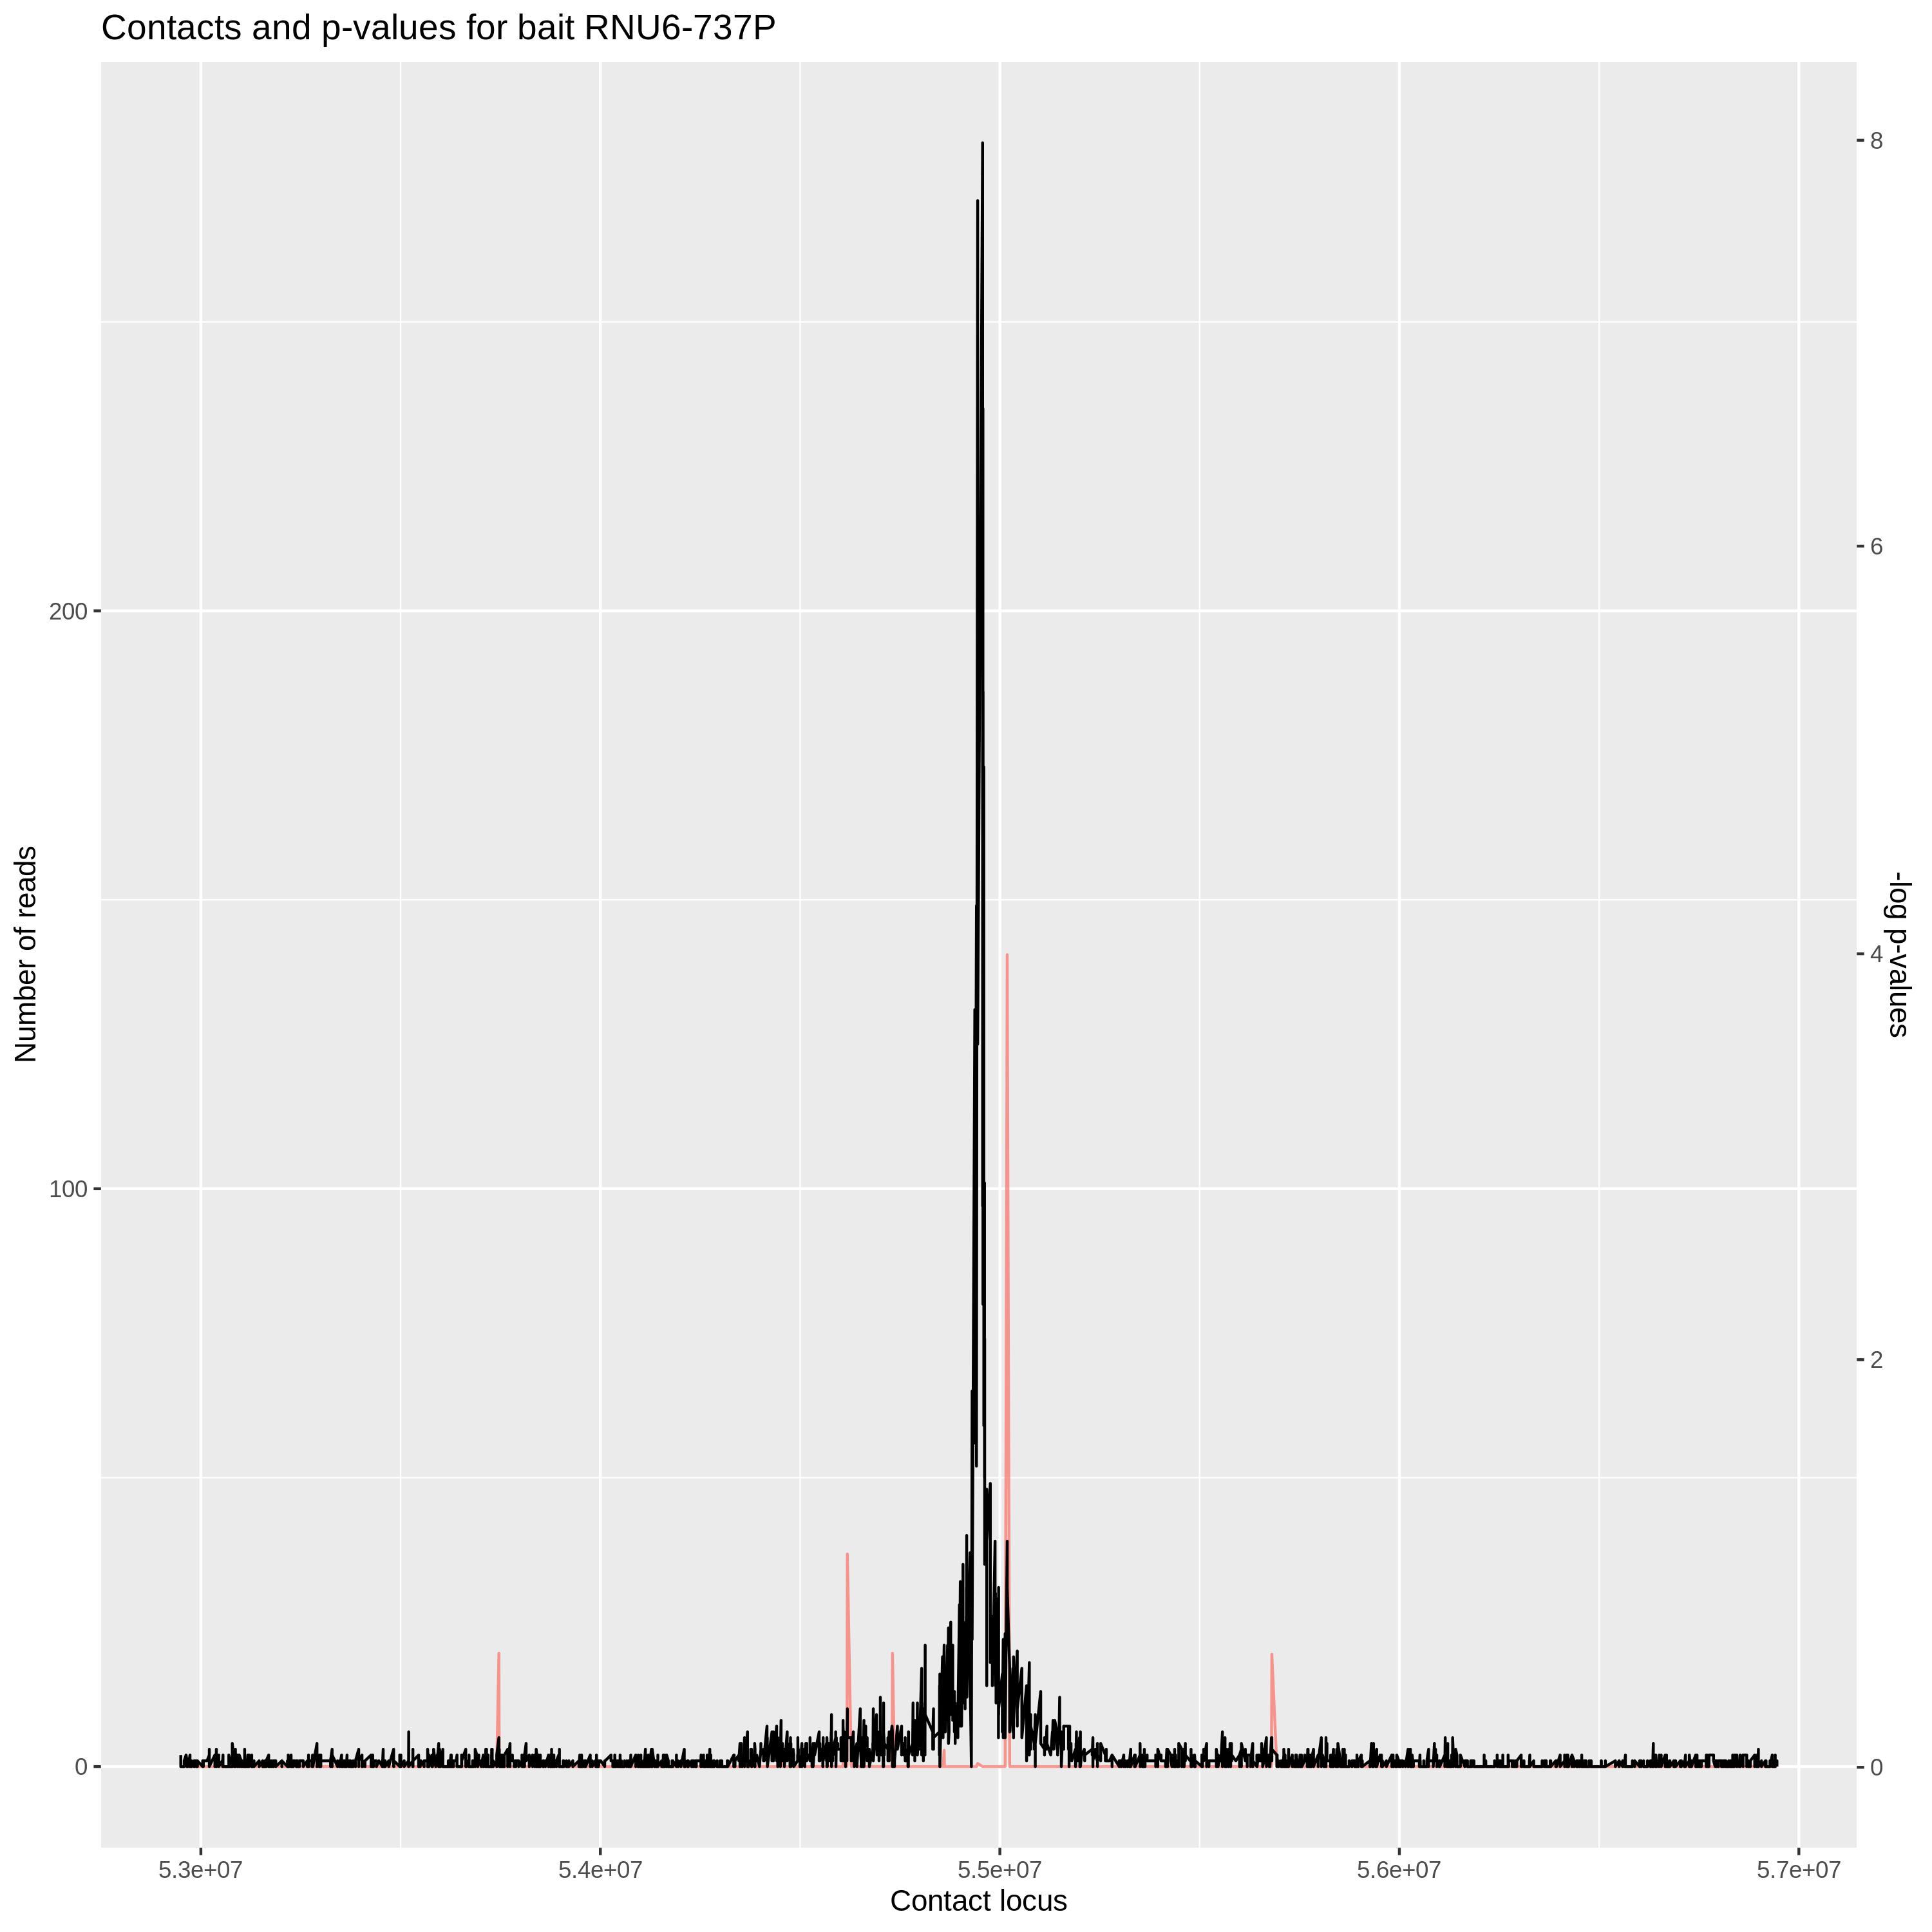 Contacts and p-values for bait RNU6-737P
8
6
200
Number of reads
-log p-values
4
100
2
0
0
5.3e+07
5.4e+07
5.5e+07
5.6e+07
5.7e+07
Contact locus